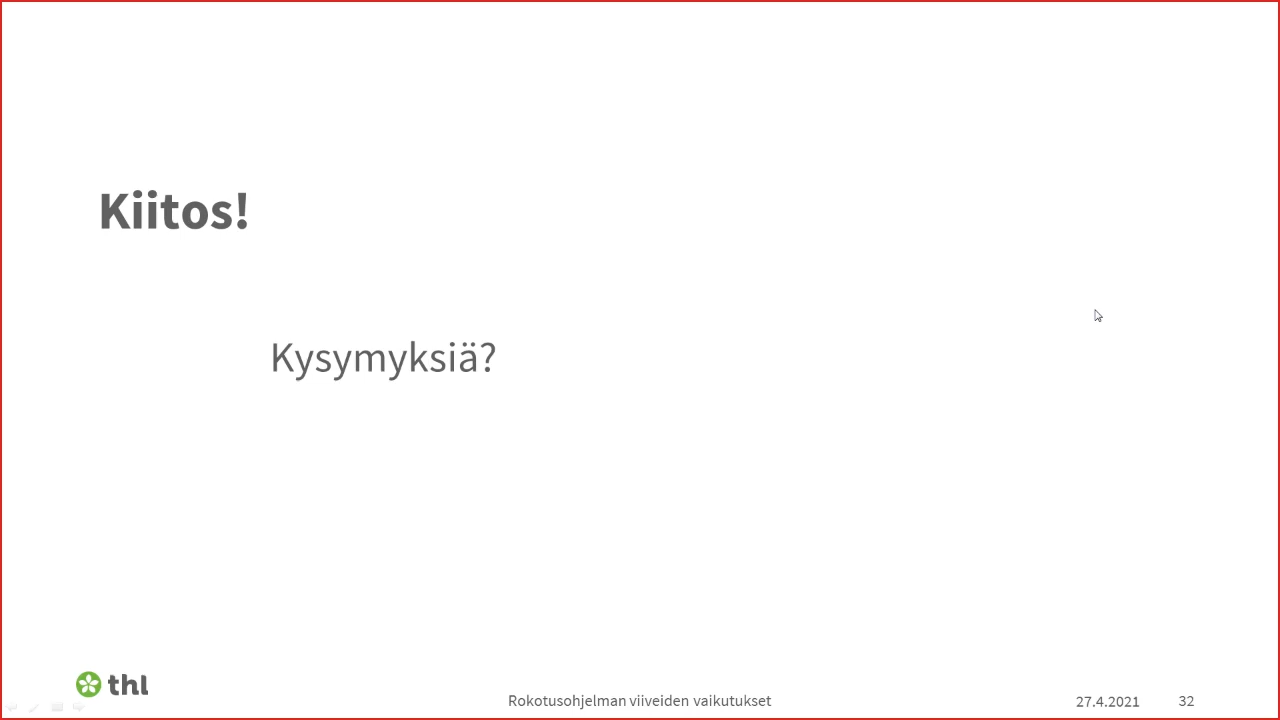 Kiitos!
Kysymyksiä?
thl
Rokotusohjelman viiveiden vaikutukset
27.4.2021
32